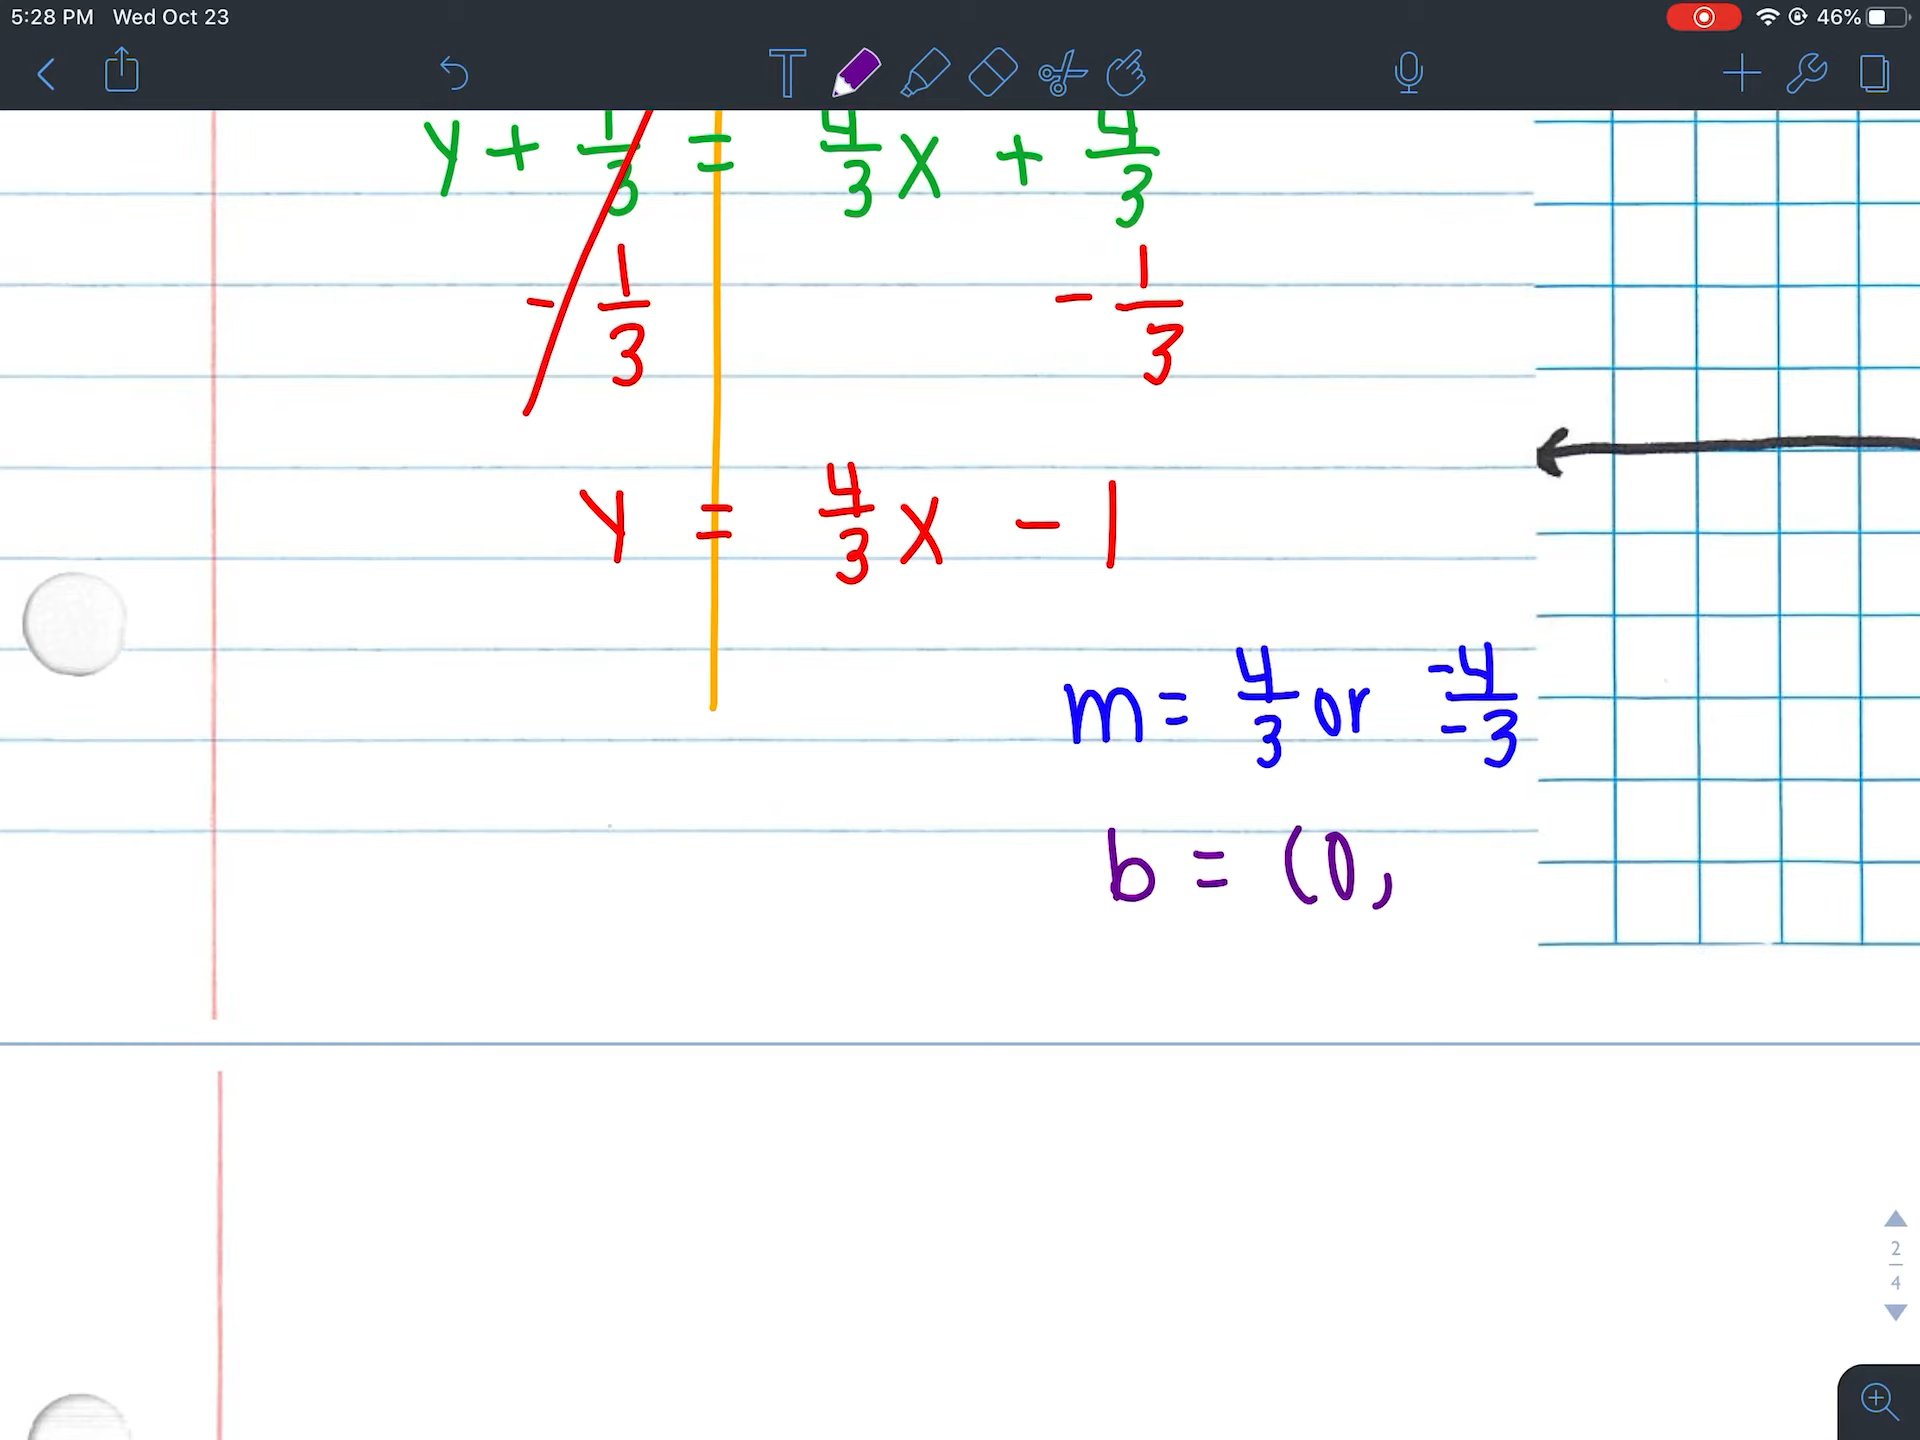 5:28 PM Wed Oct 23
46%
T
y + 1/3 = 4/3 x + 4/3
- 1/3 - 1/3
y = 4/3 x - 1
m = 4/3 or -4/-3
b = (0,
2
4